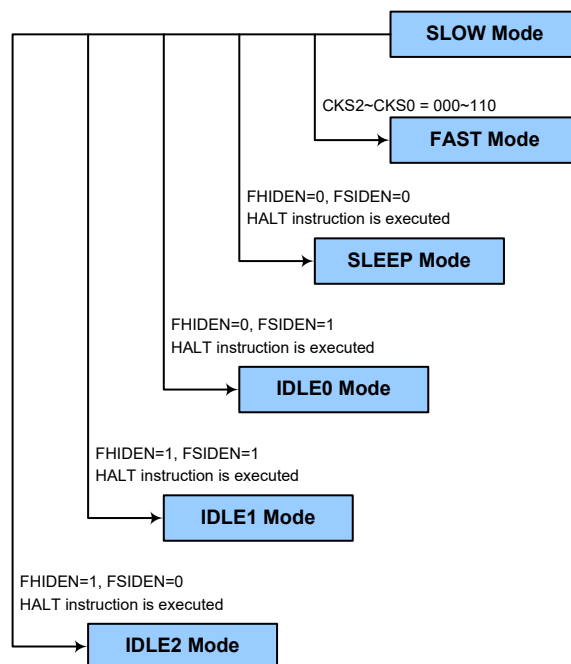 SLOW Mode
CKS2~CKS0 = 000~110
FAST Mode
FHIDEN=0, FSIDEN=0
HALT instruction is executed
SLEEP Mode
FHIDEN=0, FSIDEN=1
HALT instruction is executed
IDLE0 Mode
FHIDEN=1, FSIDEN=1
HALT instruction is executed
IDLE1 Mode
FHIDEN=1, FSIDEN=0
HALT instruction is executed
IDLE2 Mode